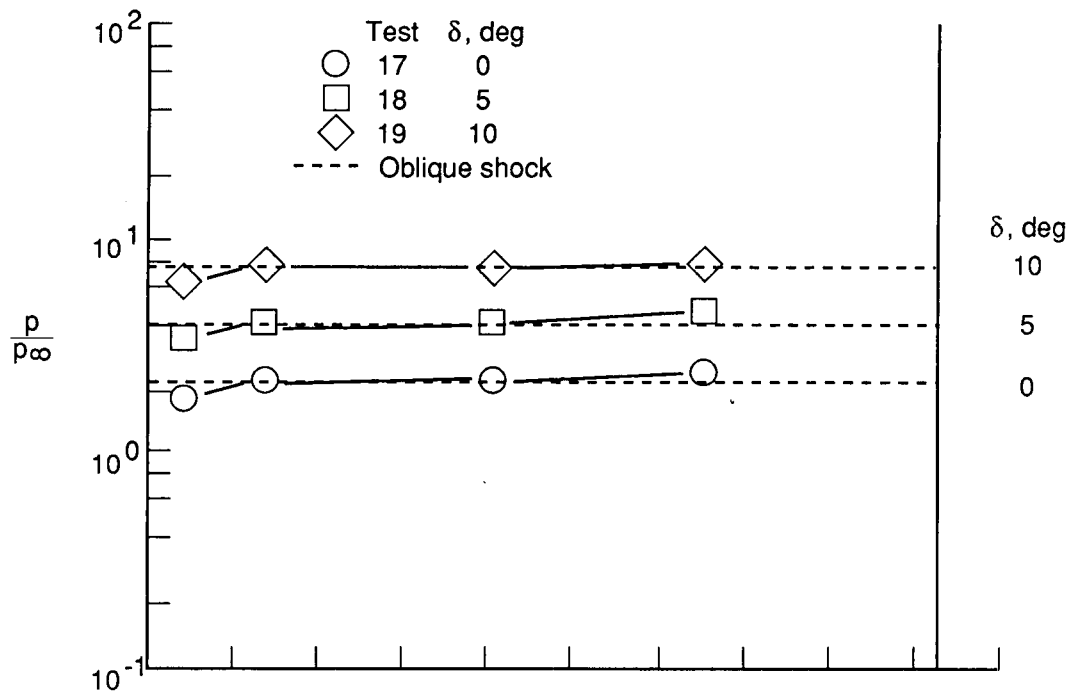 10^2
Test δ, deg
17 0
18 5
19 10
Oblique shock
10^1
δ, deg
10
5
p
p∞
0
10^0
10^-1